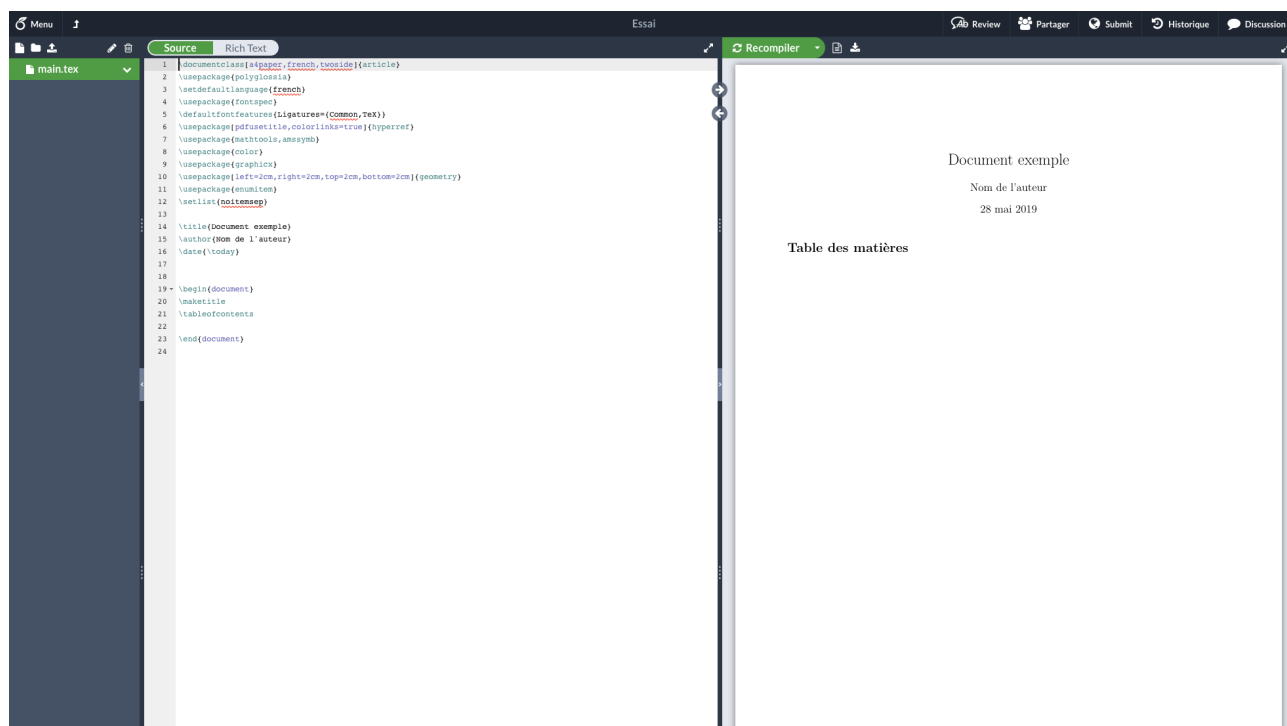 Menu
Essai
Review
Partager
Submit
Historique
Discussion
Source
Rich Text
Recompiler
main.tex
1 \documentclass[a4paper,french,twoside]{article}
2 \usepackage{polyglossia}
3 \setdefaultlanguage{french}
4 \usepackage{fontspec}
5 \defaultfontfeatures{Ligatures={Common,TeX}}
6 \usepackage[pdfusetitle,colorlinks=true]{hyperref}
7 \usepackage{mathtools,amssymb}
8 \usepackage{color}
9 \usepackage{graphicx}
10 \usepackage[left=2cm,right=2cm,top=2cm,bottom=2cm]{geometry}
11 \usepackage{enumitem}
12 \setlist{noitemsep}
13
14 \title{Document exemple}
15 \author{Nom de l'auteur}
16 \date{\today}
17
18
19 \begin{document}
20 \maketitle
21 \tableofcontents
22
23 \end{document}
24
Document exemple
Nom de l'auteur
28 mai 2019
Table des matières